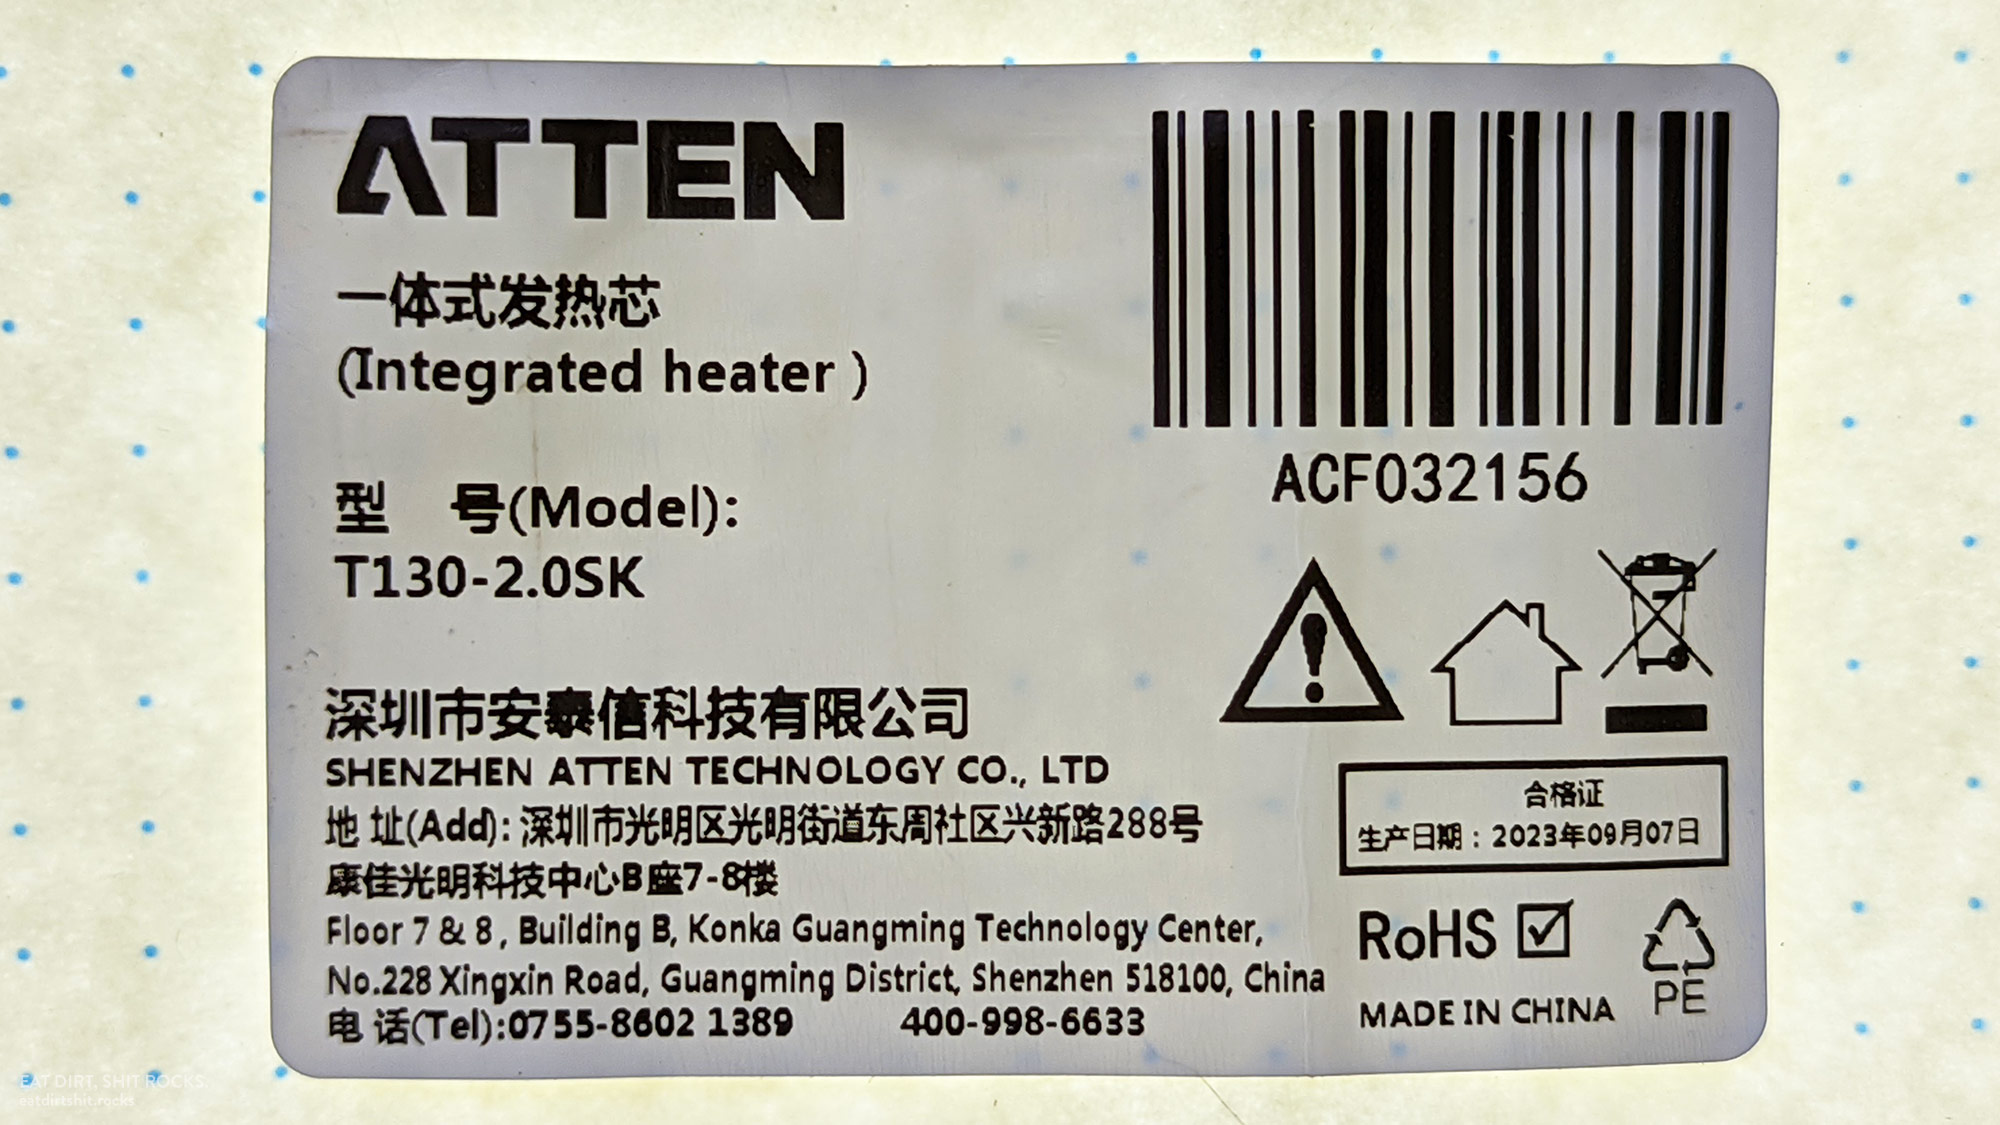 ATTEN
一体式发热芯
(Integrated heater )
型 号(Model):
T130-2.0SK
ACF032156
深圳市安泰信科技有限公司
SHENZHEN ATTEN TECHNOLOGY CO., LTD
地 址(Add): 深圳市光明区光明街道东周社区兴新路288号
康佳光明科技中心B座7-8楼
Floor 7 & 8, Building B, Konka Guangming Technology Center,
No.228 Xingxin Road, Guangming District, Shenzhen 518100, China
电 话(Tel):0755-8602 1389 400-998-6633
合格证
生产日期：2023年09月07日
RoHS
PE
MADE IN CHINA
EAT DIRT, SHIT ROCKS.
eatdirtshit.rocks